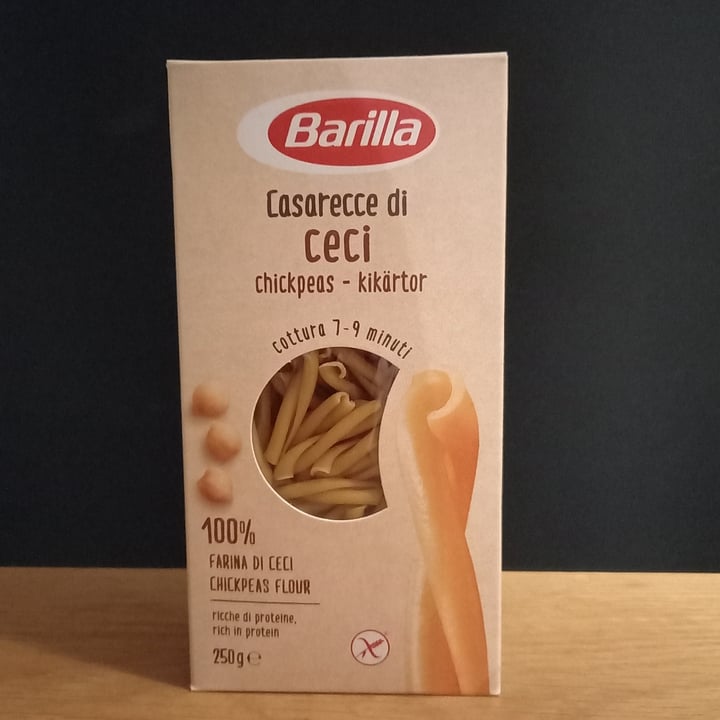 Barilla
Casarecce di
ceci
chickpeas - kikärtor
cottura 7-9 minuti
100%
FARINA DI CECI
CHICKPEAS FLOUR
ricche di proteine,
rich in protein
250g ℮